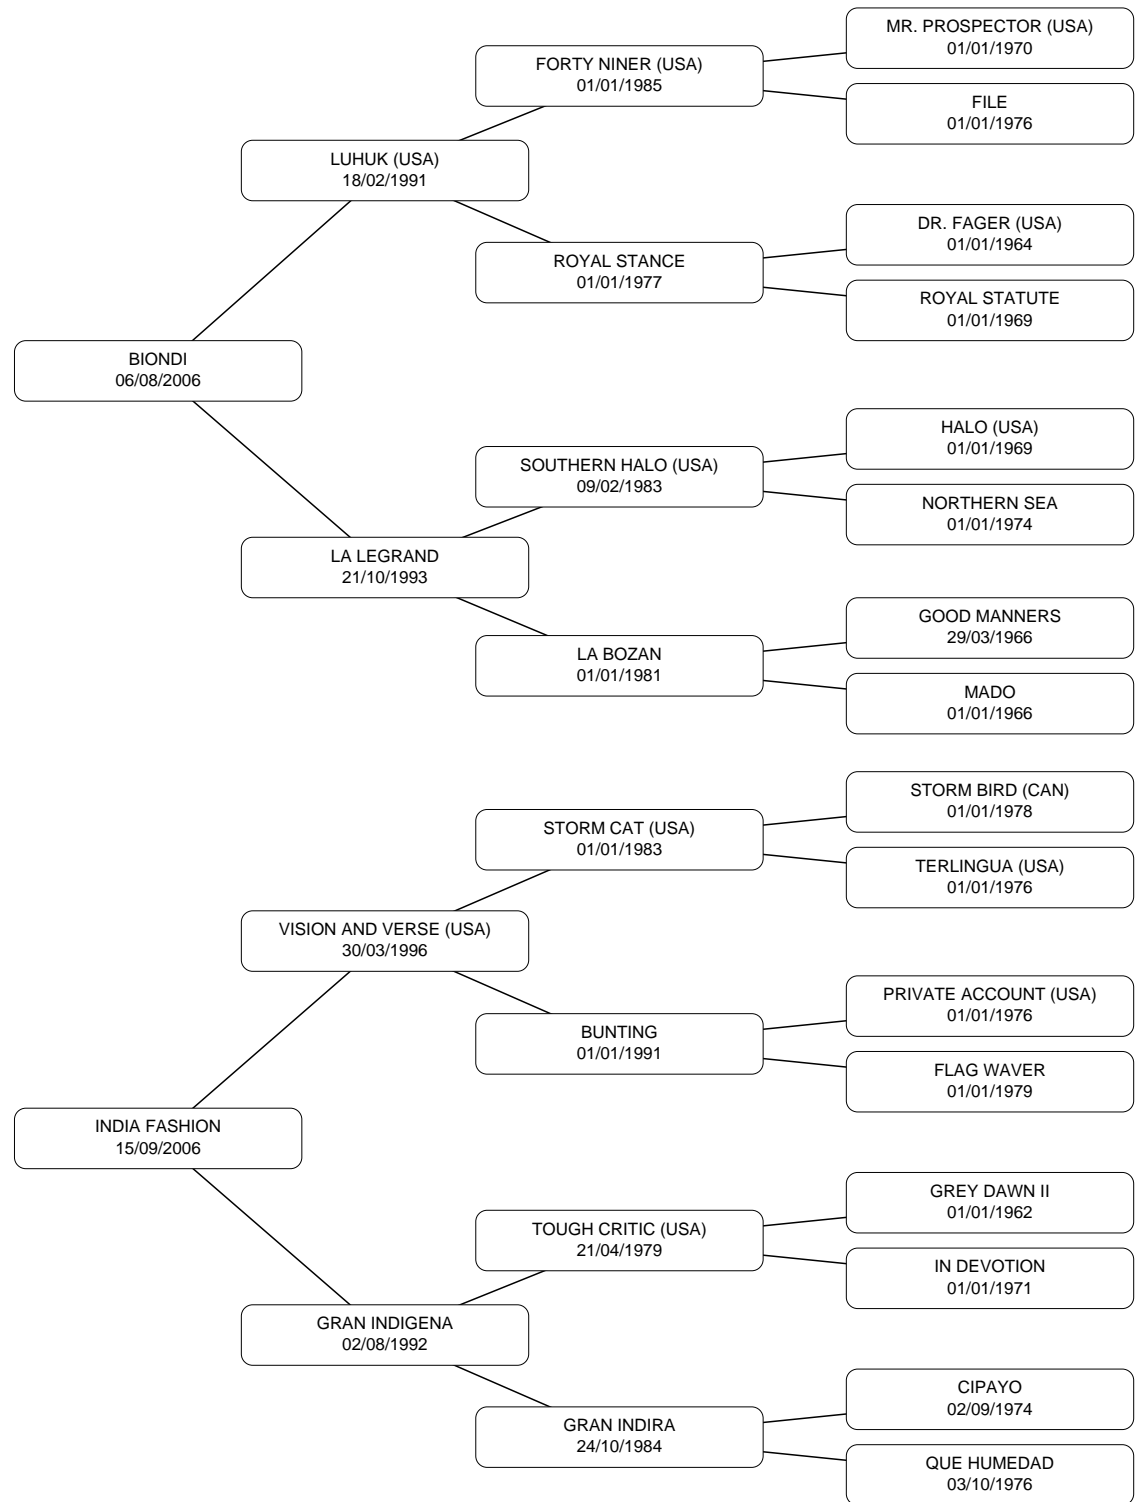 MR. PROSPECTOR (USA)
01/01/1970
FORTY NINER (USA)
01/01/1985
FILE
01/01/1976
LUHUK (USA)
18/02/1991
DR. FAGER (USA)
01/01/1964
ROYAL STANCE
01/01/1977
ROYAL STATUTE
01/01/1969
BIONDI
06/08/2006
HALO (USA)
01/01/1969
SOUTHERN HALO (USA)
09/02/1983
NORTHERN SEA
01/01/1974
LA LEGRAND
21/10/1993
GOOD MANNERS
29/03/1966
LA BOZAN
01/01/1981
MADO
01/01/1966
STORM BIRD (CAN)
01/01/1978
STORM CAT (USA)
01/01/1983
TERLINGUA (USA)
01/01/1976
VISION AND VERSE (USA)
30/03/1996
PRIVATE ACCOUNT (USA)
01/01/1976
BUNTING
01/01/1991
FLAG WAVER
01/01/1979
INDIA FASHION
15/09/2006
GREY DAWN II
01/01/1962
TOUGH CRITIC (USA)
21/04/1979
IN DEVOTION
01/01/1971
GRAN INDIGENA
02/08/1992
CIPAYO
02/09/1974
GRAN INDIRA
24/10/1984
QUE HUMEDAD
03/10/1976